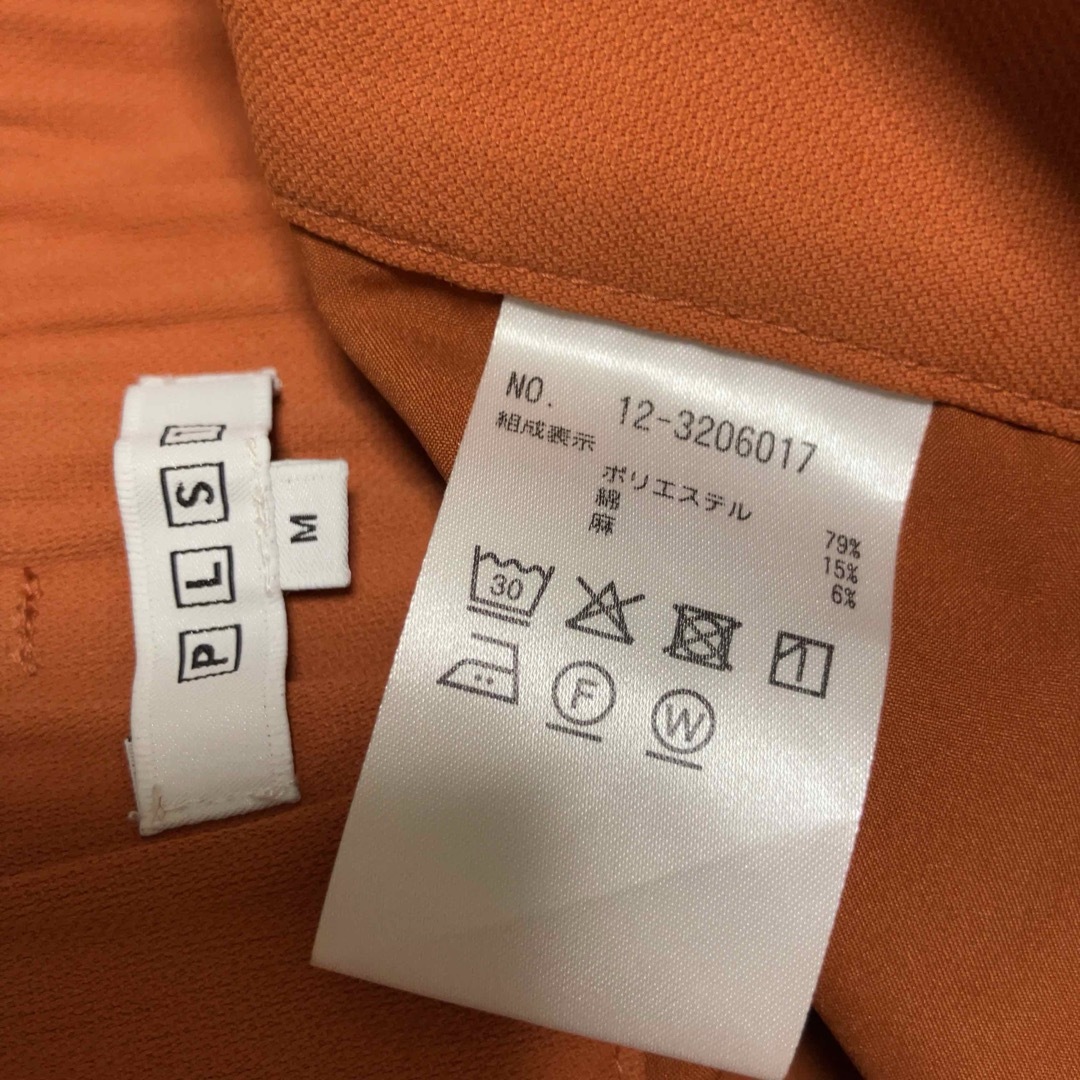 PLS
M
NO. 12-3206017
組成表示
ポリエステル 79%
綿 15%
麻 6%
30
F
W